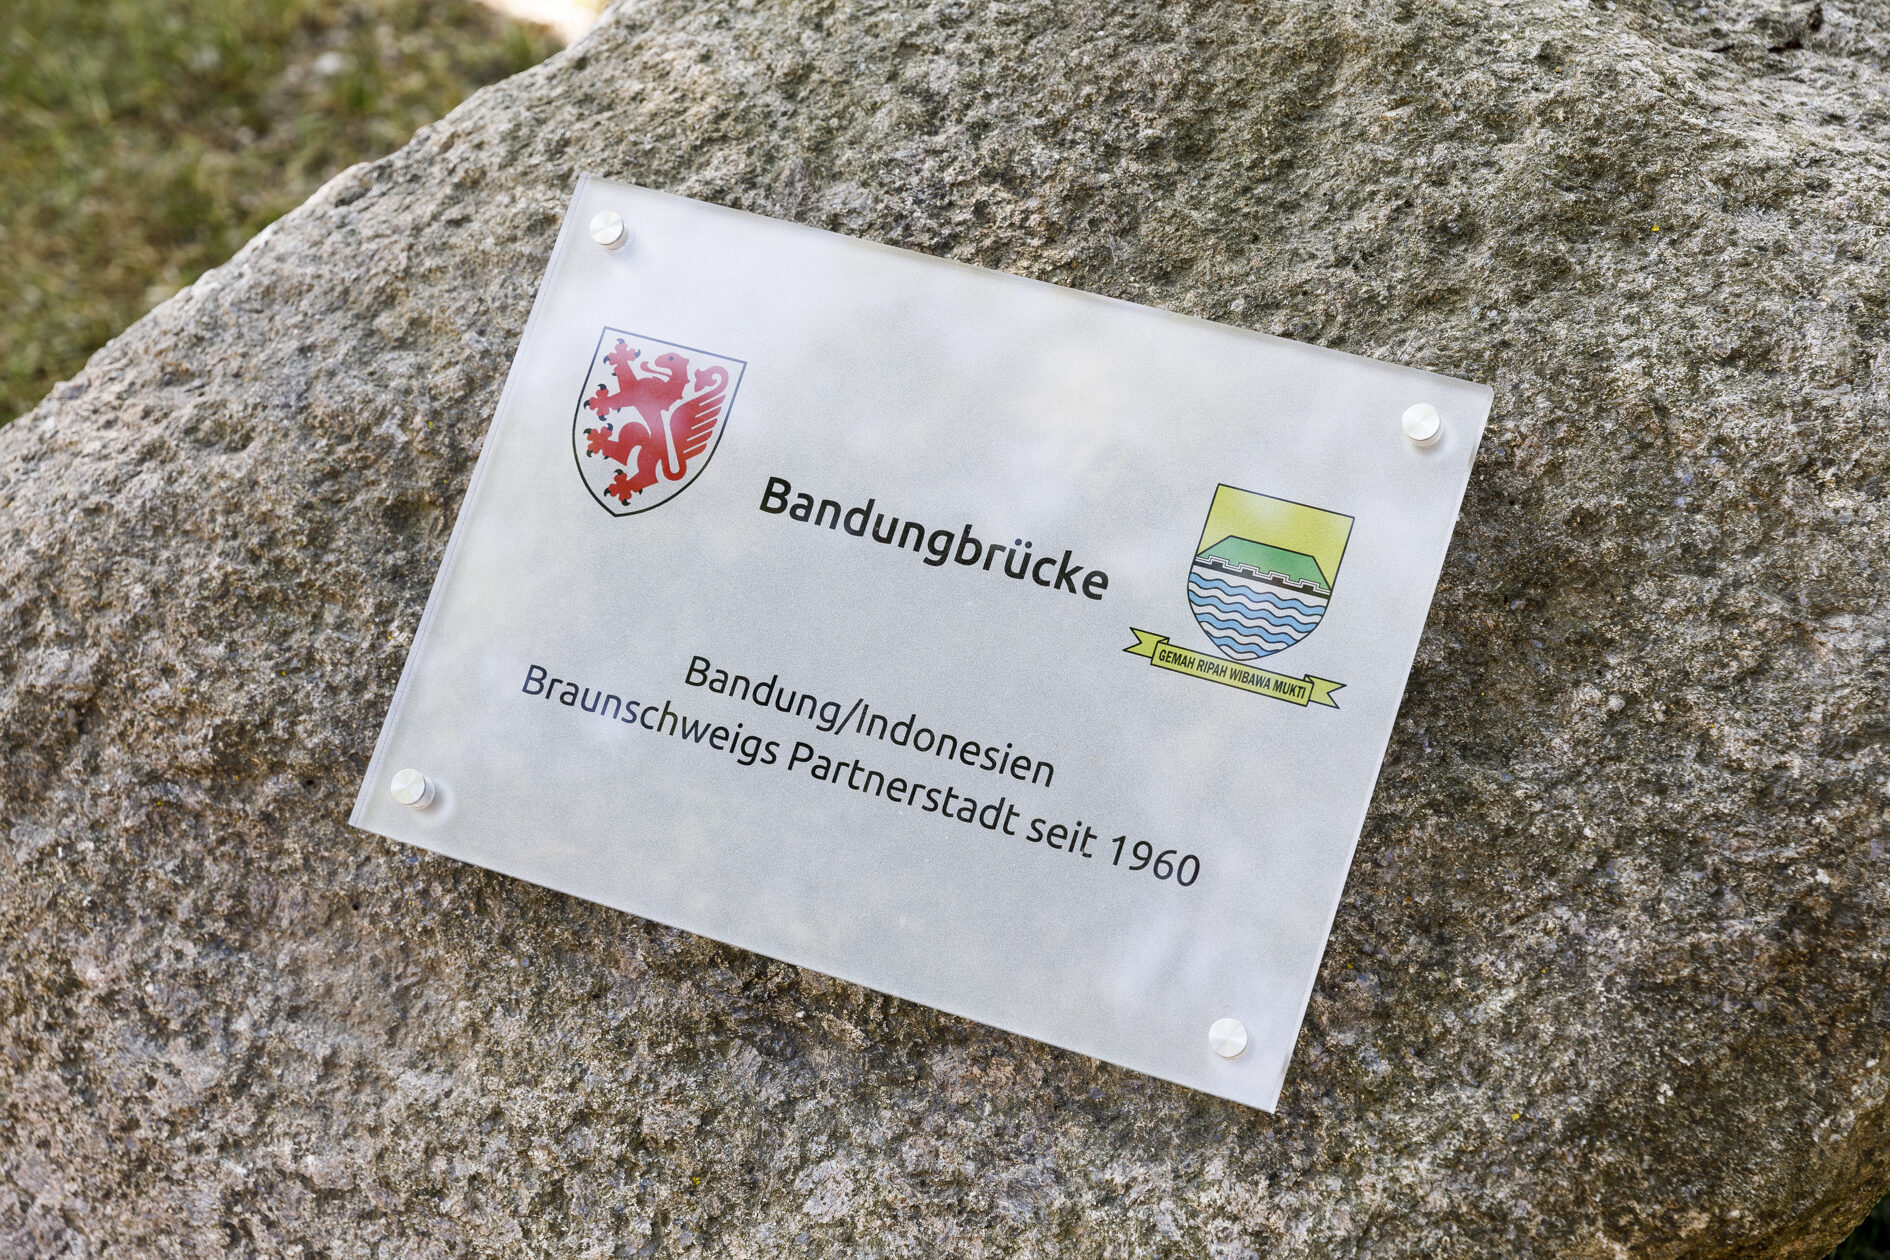 Bandungbrücke
GEMAH RIPAH WIBAWA MUKTI
Bandung/Indonesien
Braunschweigs Partnerstadt seit 1960